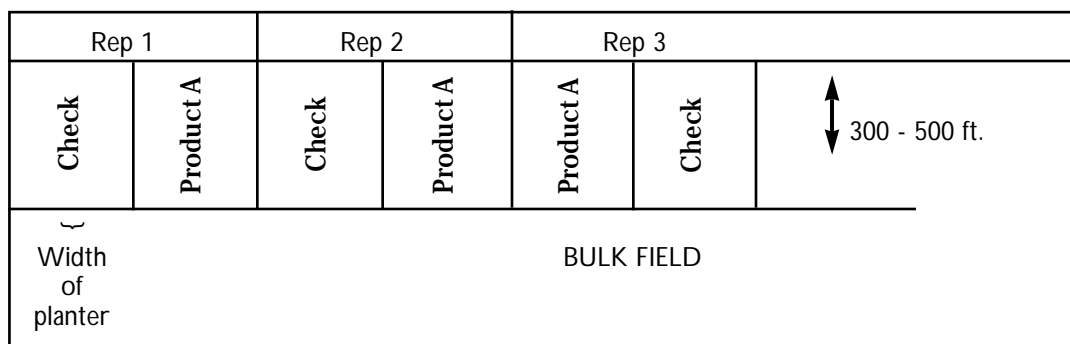 Rep 1
Rep 2
Rep 3
Check
Product A
Check
Product A
Product A
Check
300 - 500 ft.
Width
of
planter
BULK FIELD